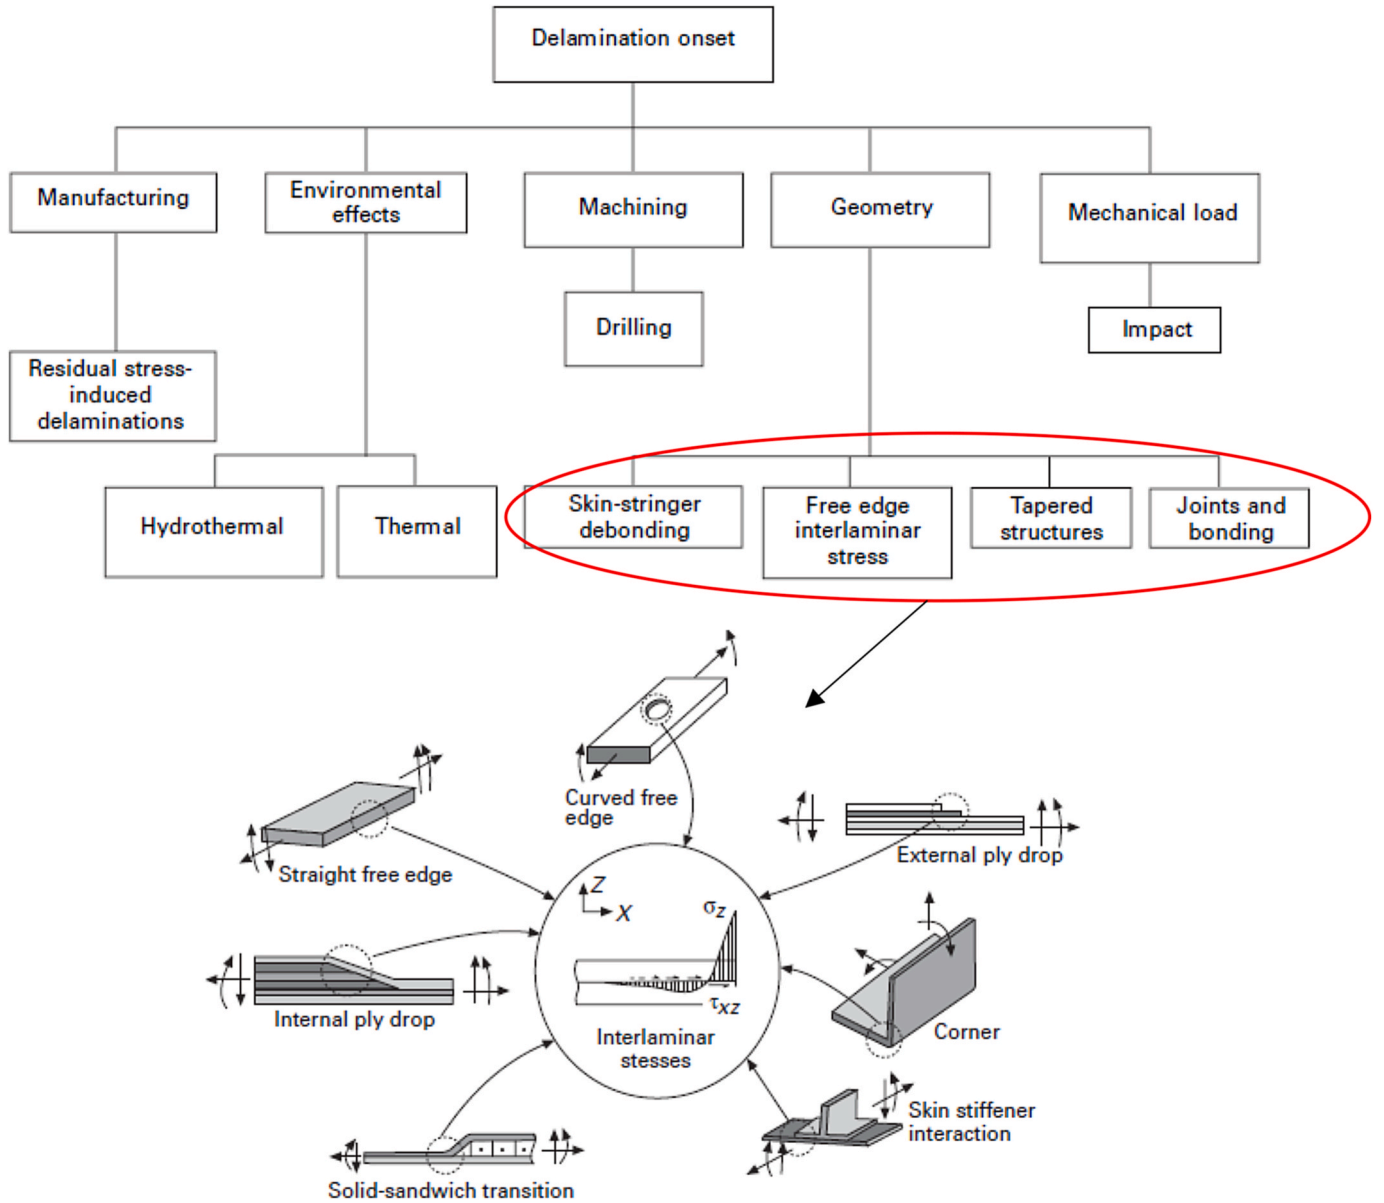 Delamination onset
Manufacturing
Environmental
effects
Machining
Geometry
Mechanical load
Drilling
Impact
Residual stress-
induced
delaminations
Hydrothermal
Thermal
Skin-stringer
debonding
Free edge
interlaminar
stress
Tapered
structures
Joints and
bonding
Curved free
edge
Straight free edge
External ply drop
Z
X
σz
τxz
Interlaminar
stesses
Internal ply drop
Corner
Skin stiffener
interaction
Solid-sandwich transition